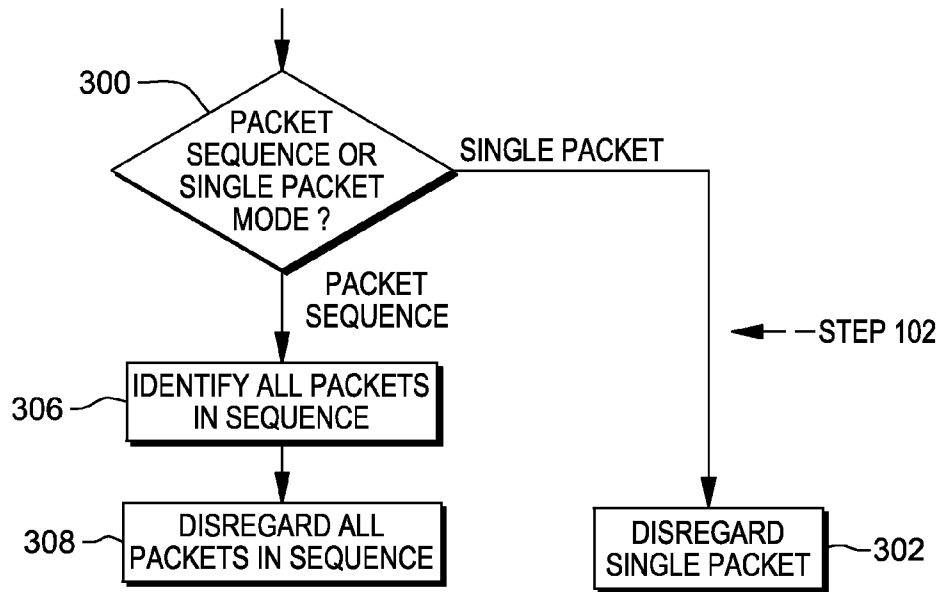 300
PACKET
SEQUENCE OR
SINGLE PACKET
MODE ?
SINGLE PACKET
PACKET
SEQUENCE
STEP 102
306
IDENTIFY ALL PACKETS
IN SEQUENCE
308
DISREGARD ALL
PACKETS IN SEQUENCE
DISREGARD
SINGLE PACKET
302